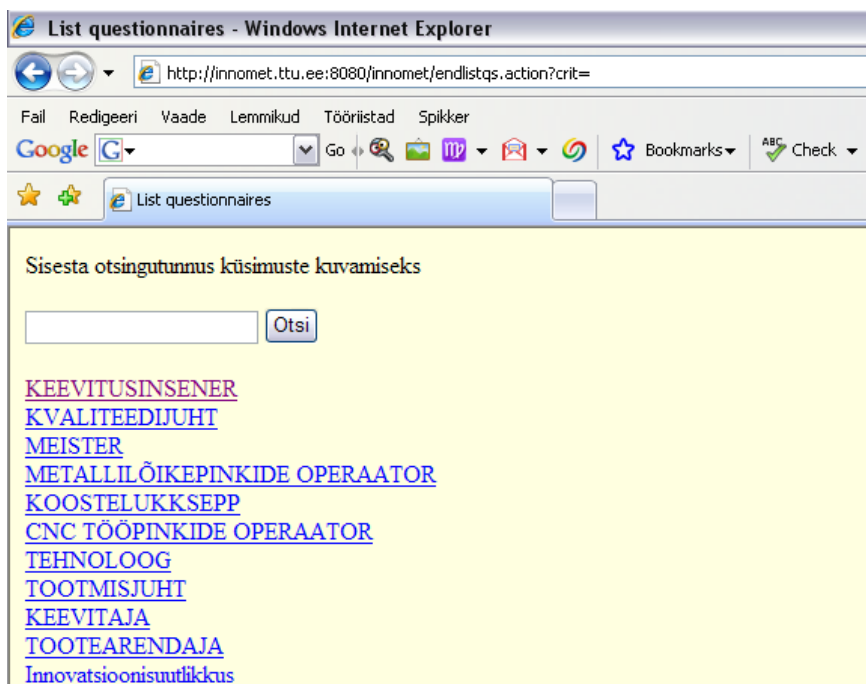 List questionnaires - Windows Internet Explorer
http://innomet.ttu.ee:8080/innomet/endlistqs.action?crit=
Fail Redigeeri Vaade Lemmikud Tööriistad Spikker
Google G Go Bookmarks ABC Check
List questionnaires
Sisesta otsingutunnus küsimuste kuvamiseks
Otsi
KEEVITUSINSENER
KVALITEEDIJUHT
MEISTER
METALLILÕIKEPINKIDE OPERAATOR
KOOSTELUKKSEPP
CNC TÖÖPINKIDE OPERAATOR
TEHNOLOOG
TOOTMISJUHT
KEEVITAJA
TOOTEARENDAJA
Innovatsioonisuutlikkus